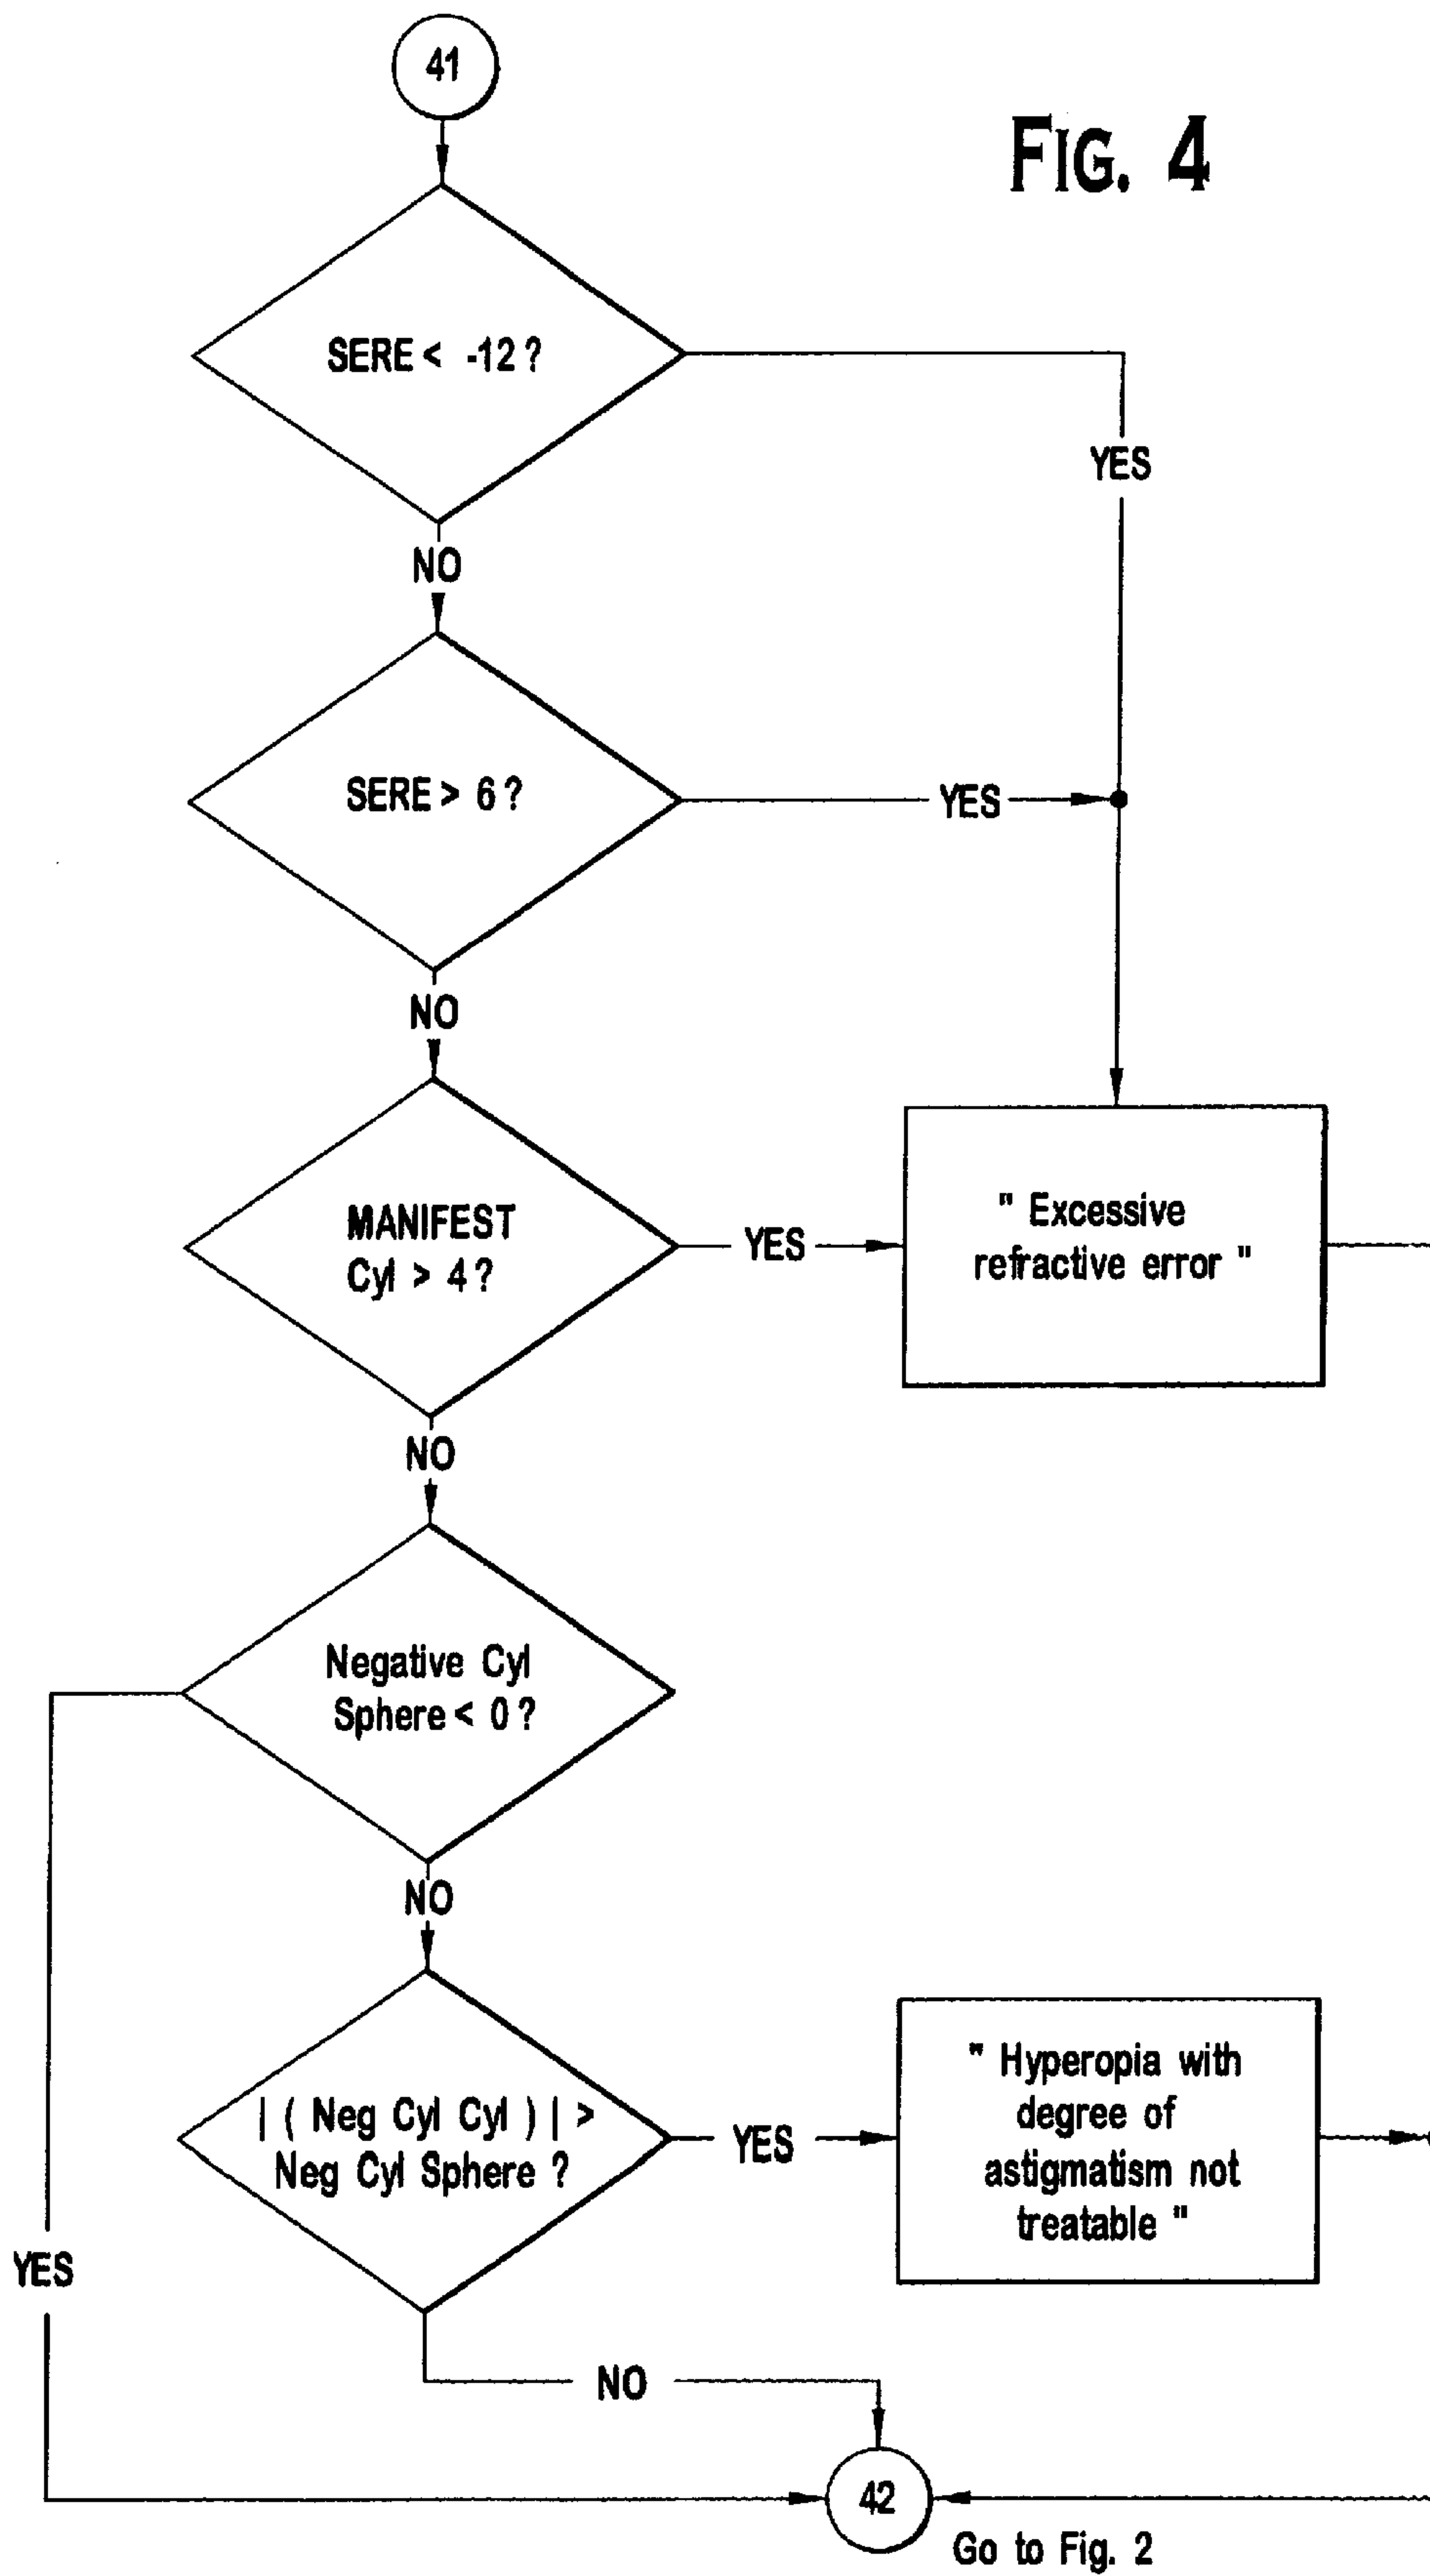 41
FIG. 4
SERE < -12 ?
YES
NO
SERE > 6 ?
YES
NO
MANIFEST
Cyl > 4 ?
YES
" Excessive
refractive error "
NO
Negative Cyl
Sphere < 0 ?
NO
| ( Neg Cyl Cyl ) | >
Neg Cyl Sphere ?
YES
" Hyperopia with
degree of
astigmatism not
treatable "
YES
NO
42
Go to Fig. 2